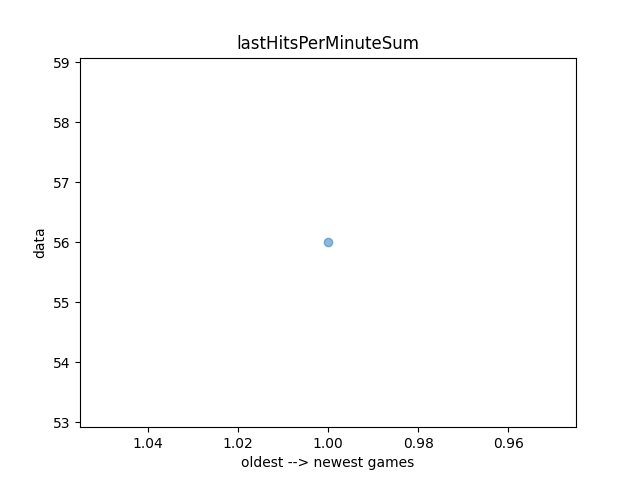 lastHitsPerMinuteSum
59
58
57
56
55
54
53
data
1.04 1.02 1.00 0.98 0.96
oldest --> newest games